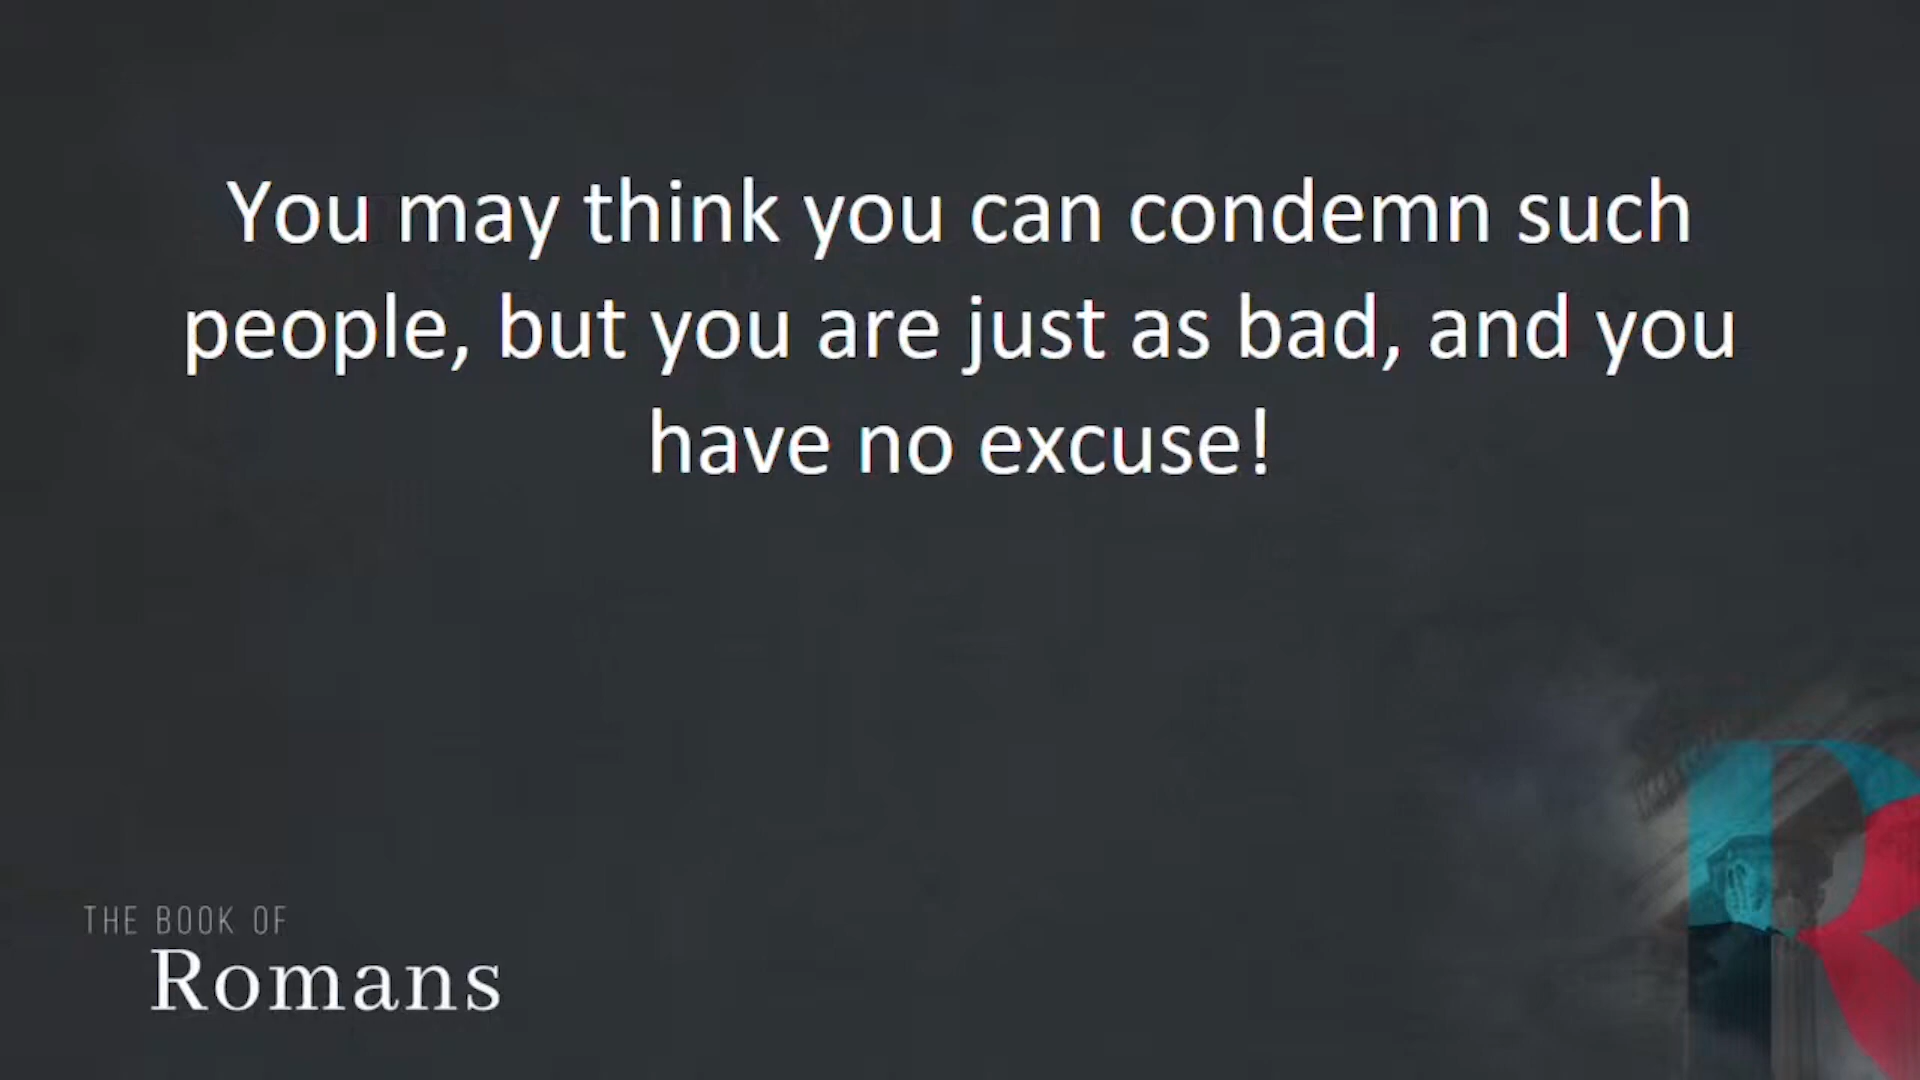 You may think you can condemn such
people, but you are just as bad, and you
have no excuse!
THE BOOK OF
Romans
R